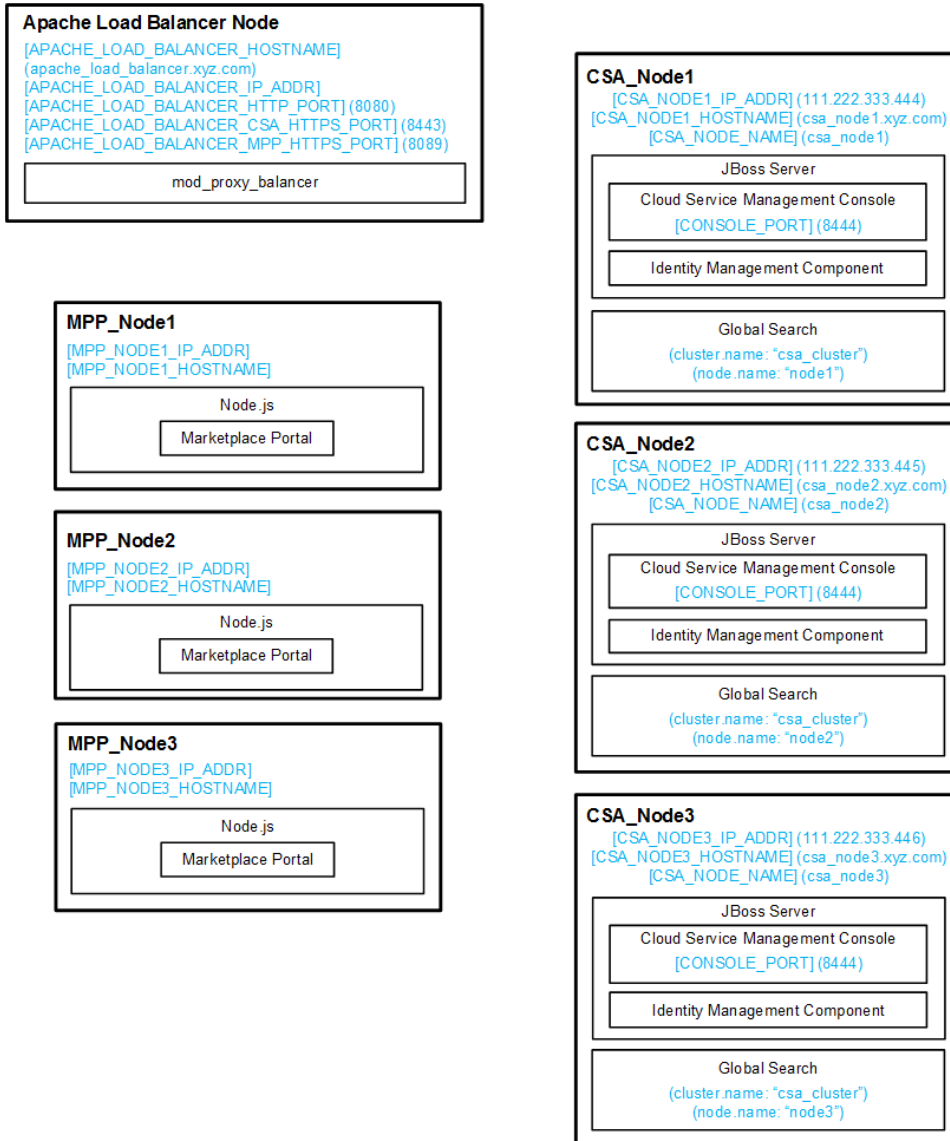 Apache Load Balancer Node
[APACHE_LOAD_BALANCER_HOSTNAME]
(apache_load_balancer.xyz.com)
[APACHE_LOAD_BALANCER_IP_ADDR]
[APACHE_LOAD_BALANCER_HTTP_PORT] (8080)
[APACHE_LOAD_BALANCER_CSA_HTTPS_PORT] (8443)
[APACHE_LOAD_BALANCER_MPP_HTTPS_PORT] (8089)
mod_proxy_balancer
MPP_Node1
[MPP_NODE1_IP_ADDR]
[MPP_NODE1_HOSTNAME]
Node.js
Marketplace Portal
MPP_Node2
[MPP_NODE2_IP_ADDR]
[MPP_NODE2_HOSTNAME]
Node.js
Marketplace Portal
MPP_Node3
[MPP_NODE3_IP_ADDR]
[MPP_NODE3_HOSTNAME]
Node.js
Marketplace Portal
CSA_Node1
[CSA_NODE1_IP_ADDR] (111.222.333.444)
[CSA_NODE1_HOSTNAME] (csa_node1.xyz.com)
[CSA_NODE_NAME] (csa_node1)
JBoss Server
Cloud Service Management Console
[CONSOLE_PORT] (8444)
Identity Management Component
Global Search
(cluster.name: “csa_cluster”)
(node.name: “node1”)
CSA_Node2
[CSA_NODE2_IP_ADDR] (111.222.333.445)
[CSA_NODE2_HOSTNAME] (csa_node2.xyz.com)
[CSA_NODE_NAME] (csa_node2)
JBoss Server
Cloud Service Management Console
[CONSOLE_PORT] (8444)
Identity Management Component
Global Search
(cluster.name: “csa_cluster”)
(node.name: “node2”)
CSA_Node3
[CSA_NODE3_IP_ADDR] (111.222.333.446)
[CSA_NODE3_HOSTNAME] (csa_node3.xyz.com)
[CSA_NODE_NAME] (csa_node3)
JBoss Server
Cloud Service Management Console
[CONSOLE_PORT] (8444)
Identity Management Component
Global Search
(cluster.name: “csa_cluster”)
(node.name: “node3”)